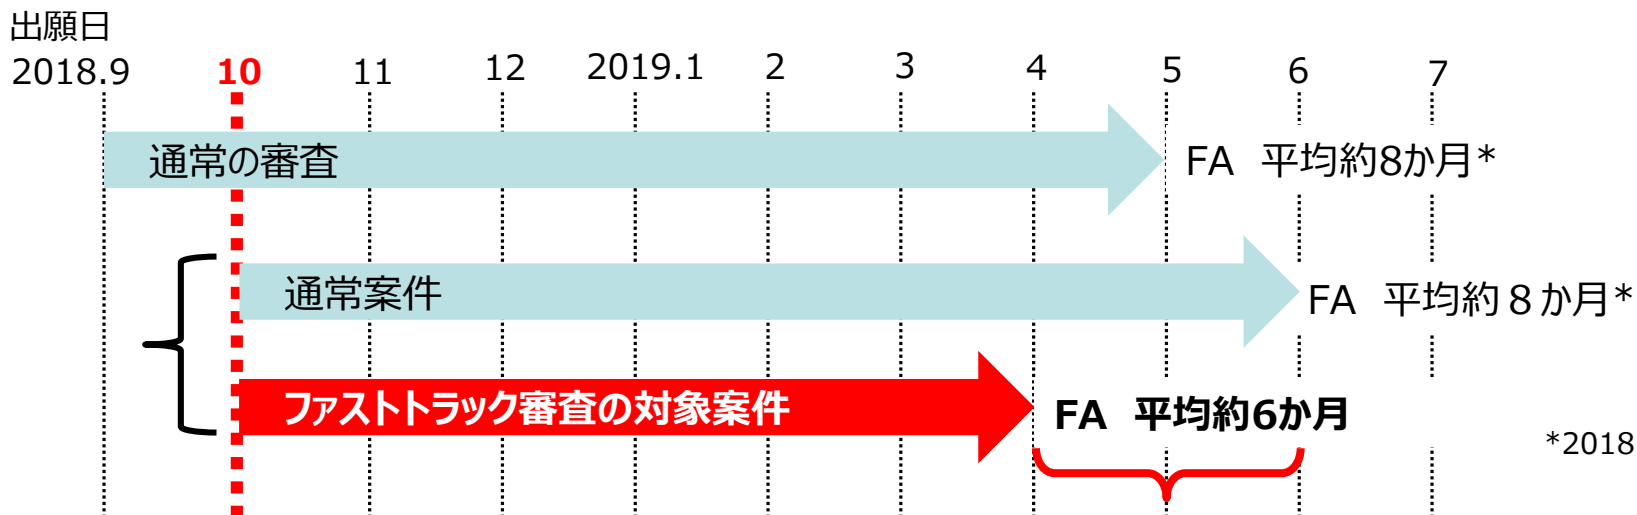 出願日
2018.9 10 11 12 2019.1 2 3 4 5 6 7
通常の審査 FA 平均約8か月*
通常案件 FA 平均約８か月*
ファストトラック審査の対象案件 FA 平均約6か月
*2018